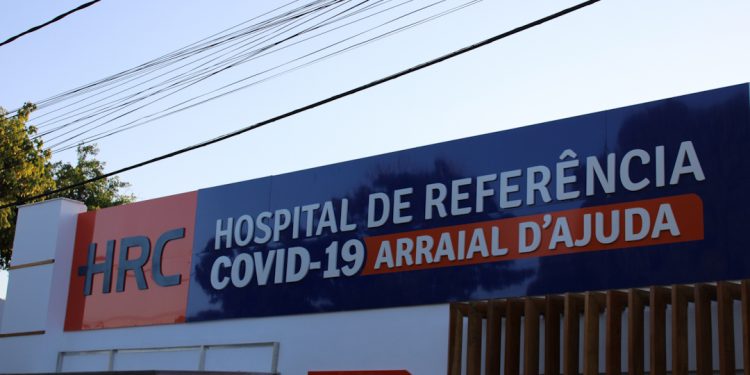 HRC
HOSPITAL DE REFERÊNCIA
COVID-19 ARRAIAL D'AJUDA